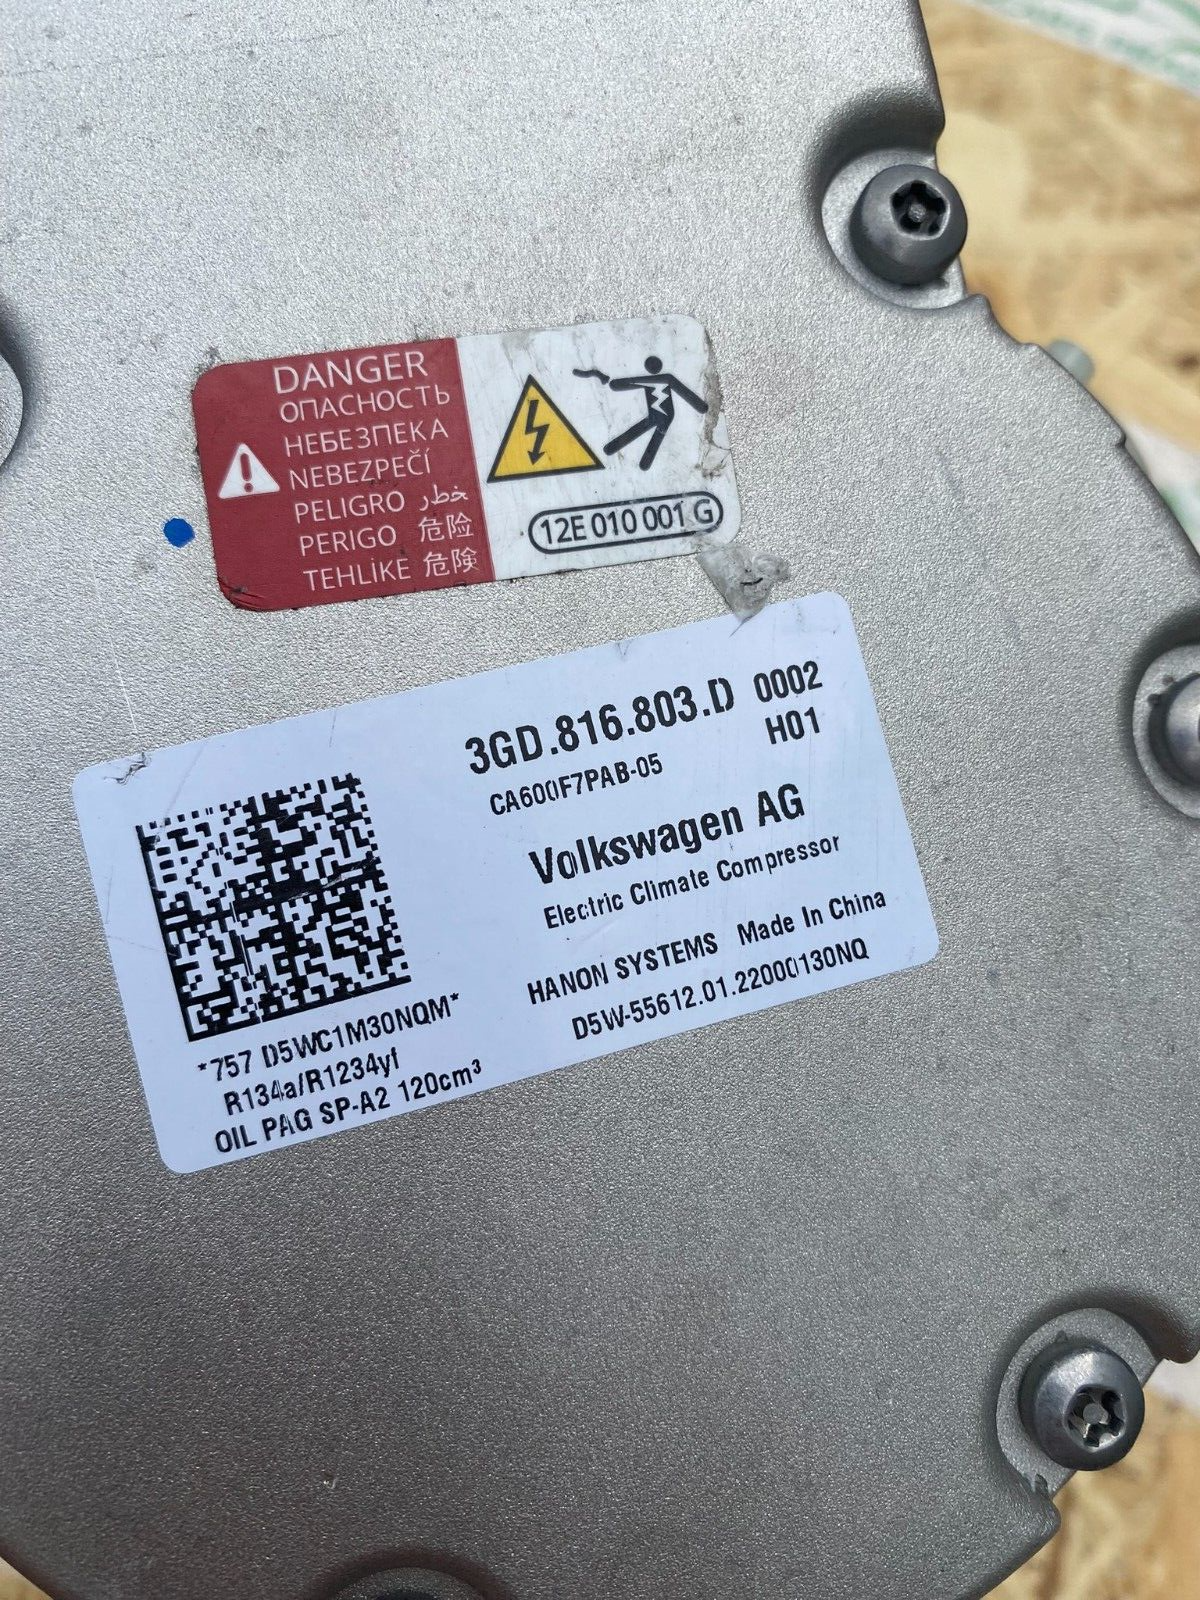 DANGER
ОПАСНОСТЬ
НЕБЕЗПЕКА
NEBEZPEČÍ
PELIGRO خطر
PERIGO 危险
TEHLİKE 危険
12E 010 001 G
3GD.816.803.D 0002
CA600F7PAB-05 H01
Volkswagen AG
Electric Climate Compressor
HANON SYSTEMS Made In China
D5W-55612.01.22000130NQ
*757 D5WC1M30NQM*
R134a/R1234yf
OIL PAG SP-A2 120cm³